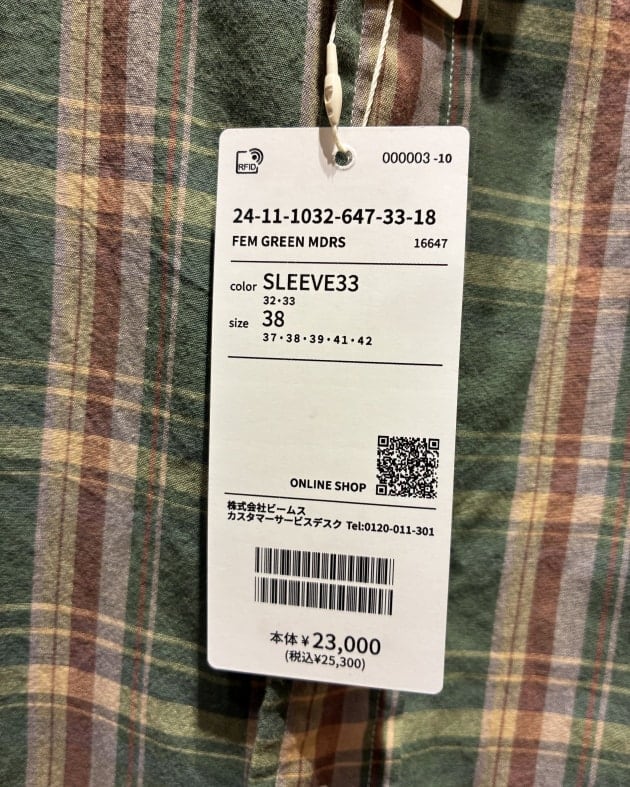 RFID
000003 -10
24-11-1032-647-33-18
FEM GREEN MDRS 16647
color SLEEVE33
32・33
size 38
37・38・39・41・42
ONLINE SHOP
株式会社ビームス
カスタマーサービスデスク Tel:0120-011-301
本体¥23,000
(税込¥25,300)